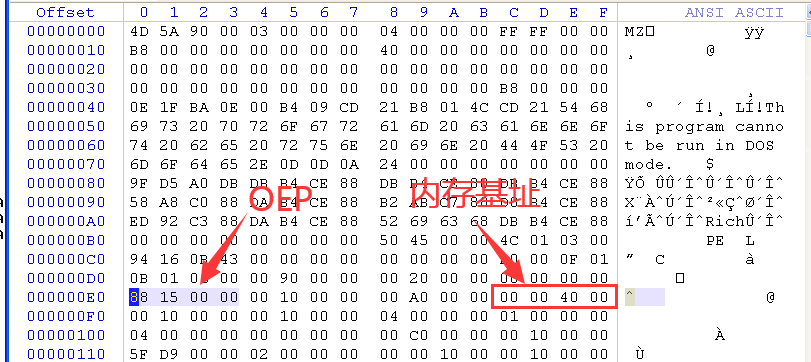 Offset 0 1 2 3 4 5 6 7 8 9 A B C D E F ANSI ASCII
00000000 4D 5A 90 00 03 00 00 00 04 00 00 00 FF FF 00 00 MZ ÿÿ
00000010 B8 00 00 00 00 00 00 00 40 00 00 00 00 00 00 00 ¸ @
00000020 00 00 00 00 00 00 00 00 00 00 00 00 00 00 00 00
00000030 00 00 00 00 00 00 00 00 00 00 00 00 B8 00 00 00 ¸
00000040 0E 1F BA 0E 00 B4 09 CD 21 B8 01 4C CD 21 54 68 º ´ Í!¸ LÍ!Th
00000050 69 73 20 70 72 6F 67 72 61 6D 20 63 61 6E 6E 6F is program canno
00000060 74 20 62 65 20 72 75 6E 20 69 6E 20 44 4F 53 20 t be run in DOS
00000070 6D 6F 64 65 2E 0D 0D 0A 24 00 00 00 00 00 00 00 mode. $
00000080 9F D5 A0 DB DB B4 CE 88 DB B4 88 DB B4 CE 88 ŸÕ ÛÛ´ÎˆÛ´ÎˆÛ´Îˆ
OEP
内存基址
00000090 58 A8 C0 88 DA B4 CE 88 B2 88 B4 CE 88 X¨ÀˆÚ´Îˆ²«ÇˆØ´Îˆ
000000A0 ED 92 C3 88 DA B4 CE 88 52 69 63 68 DB B4 CE 88 í’ÃˆÚ´ÎˆRichÛ´Îˆ
000000B0 00 00 00 00 00 00 00 00 50 45 00 00 4C 01 03 00 PE L
000000C0 94 16 0B 43 00 00 00 00 00 00 00 00 0F 01 ” C à
000000D0 0B 01 00 00 90 00 00 00 20 00 00 00 00 00
000000E0 88 15 00 00 00 10 00 00 00 A0 00 00 00 00 40 00 ˆ @
000000F0 00 10 00 00 00 10 00 00 04 00 00 00 01 00 00 00
00000100 04 00 00 00 00 00 00 00 00 C0 00 00 00 10 00 00 À
00000110 5F D9 00 00 02 00 00 00 00 00 10 00 00 10 00 00 _Ù